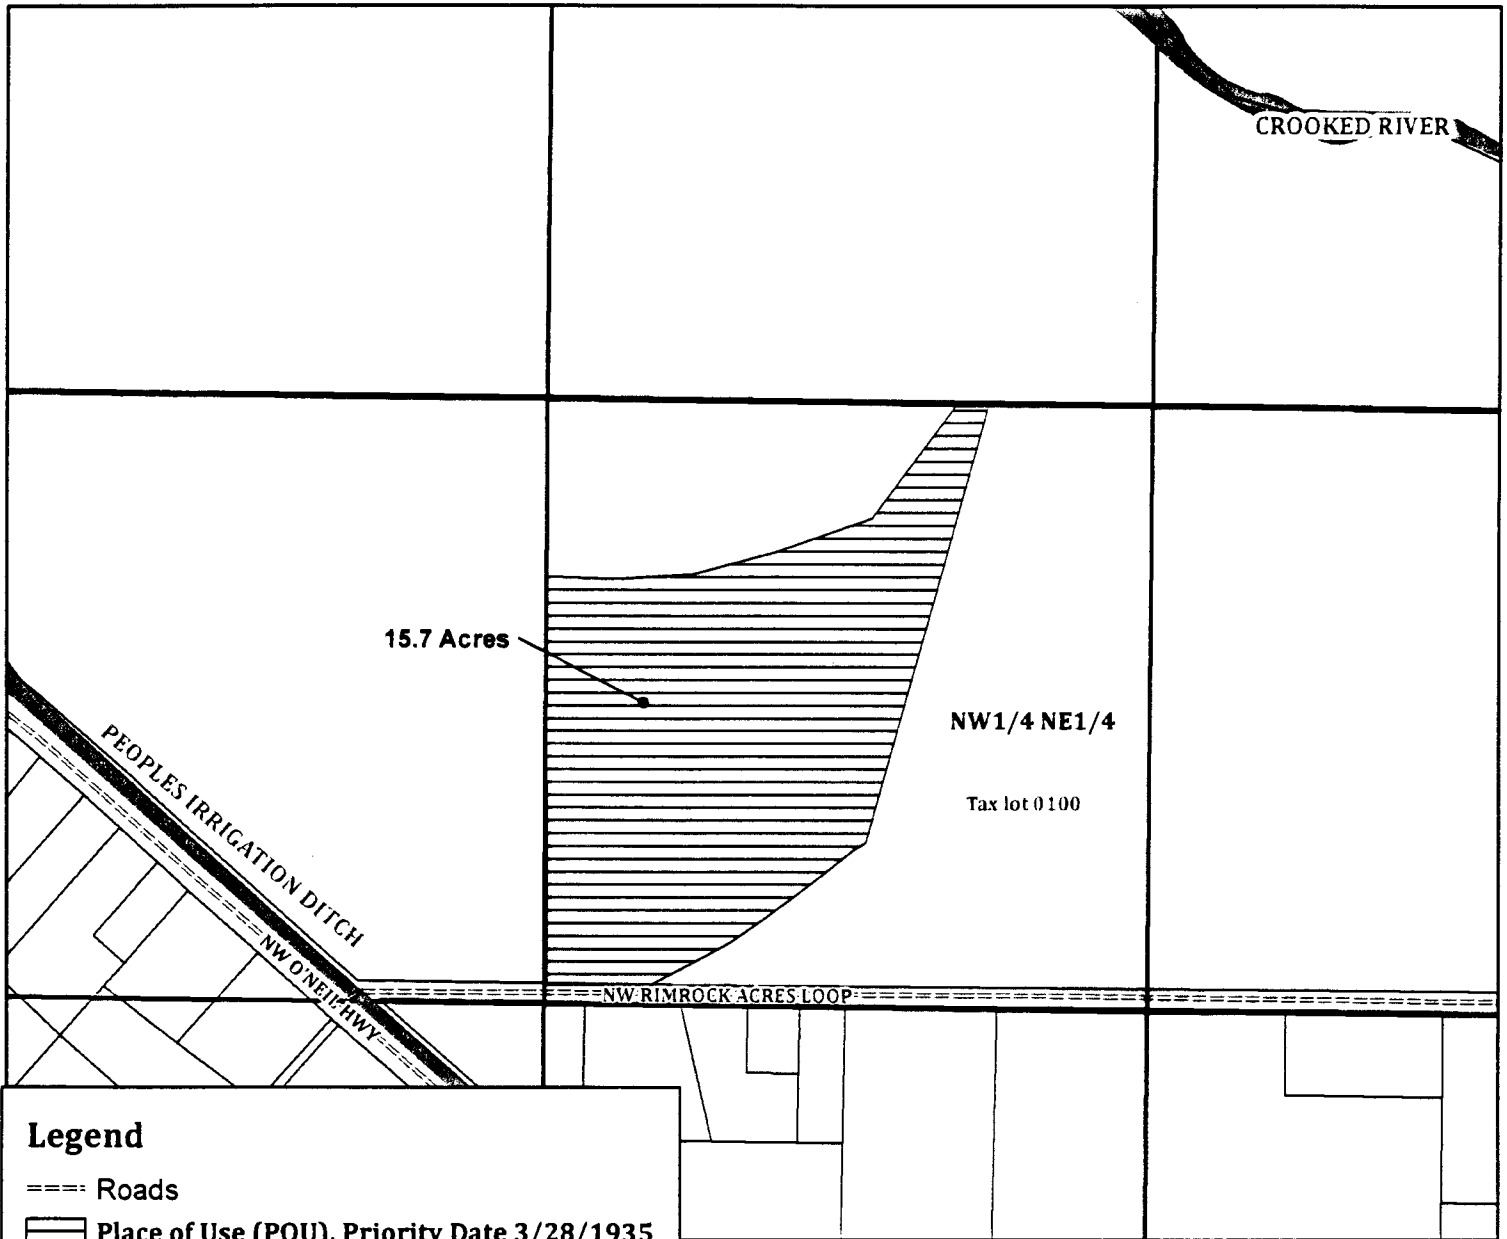 CROOKED RIVER
15.7 Acres
NW1/4 NE1/4
Tax lot 0100
PEOPLES IRRIGATION DITCH
NW O'NEIL HWY
NW RIMROCK ACRES LOOP
Legend
Roads
Place of Use (POU), Priority Date 3/28/1935